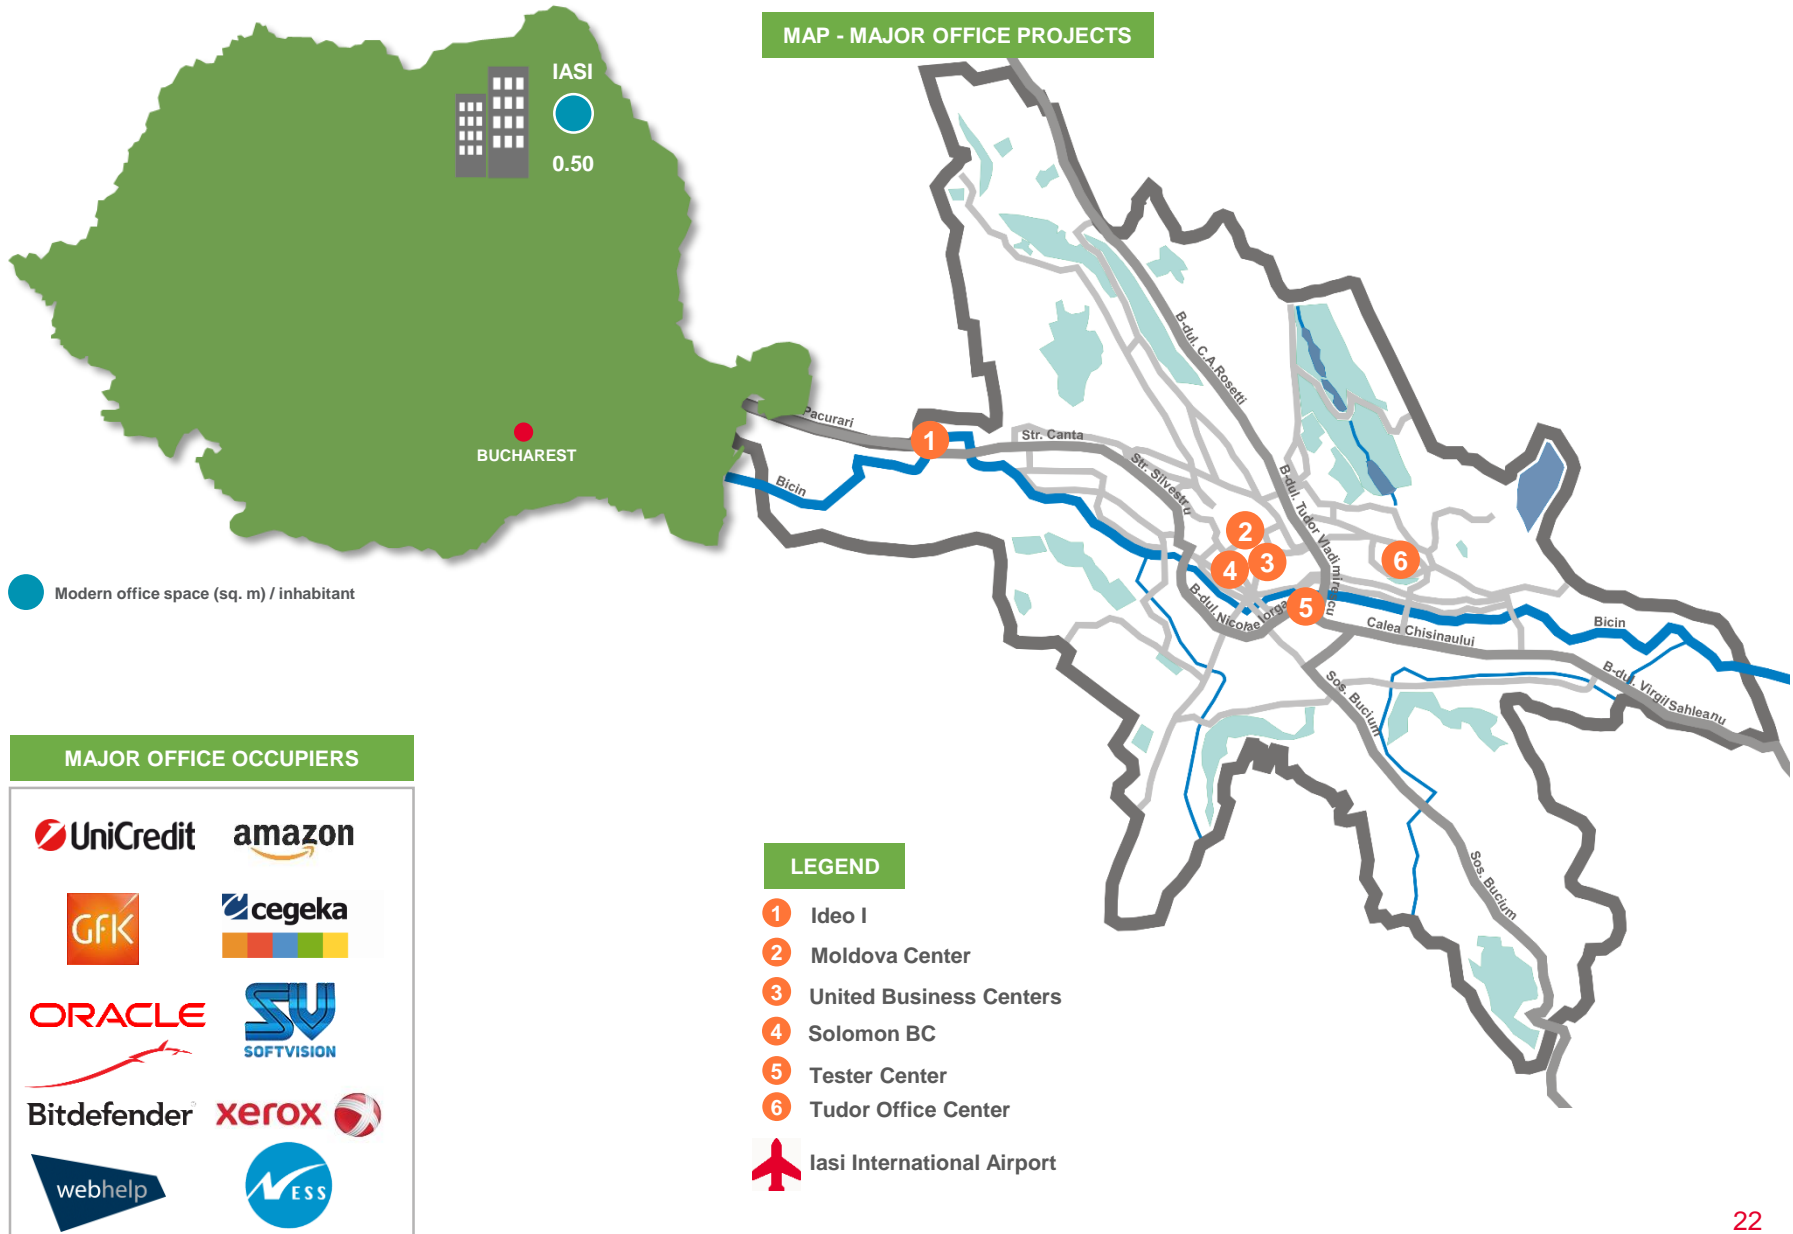 MAP - MAJOR OFFICE PROJECTS
IASI
0.50
BUCHAREST
Modern office space (sq. m) / inhabitant
Pacurari
Bicin
Str. Canta
Str. Silvestru
B-dul. C.A.Rosetti
B-dul. Tudor Vladimirescu
B-dul. Nicolae Iorga
Calea Chisinaului
Bicin
B-dul. Virgil Sahleanu
Sos. Bucium
Sos. Bucium
1
2
3
4
5
6
MAJOR OFFICE OCCUPIERS
UniCredit
amazon
GfK
cegeka
ORACLE
SV
SOFTVISION
Bitdefender
xerox
webhelp
NESS
LEGEND
1 Ideo I
2 Moldova Center
3 United Business Centers
4 Solomon BC
5 Tester Center
6 Tudor Office Center
Iasi International Airport
22